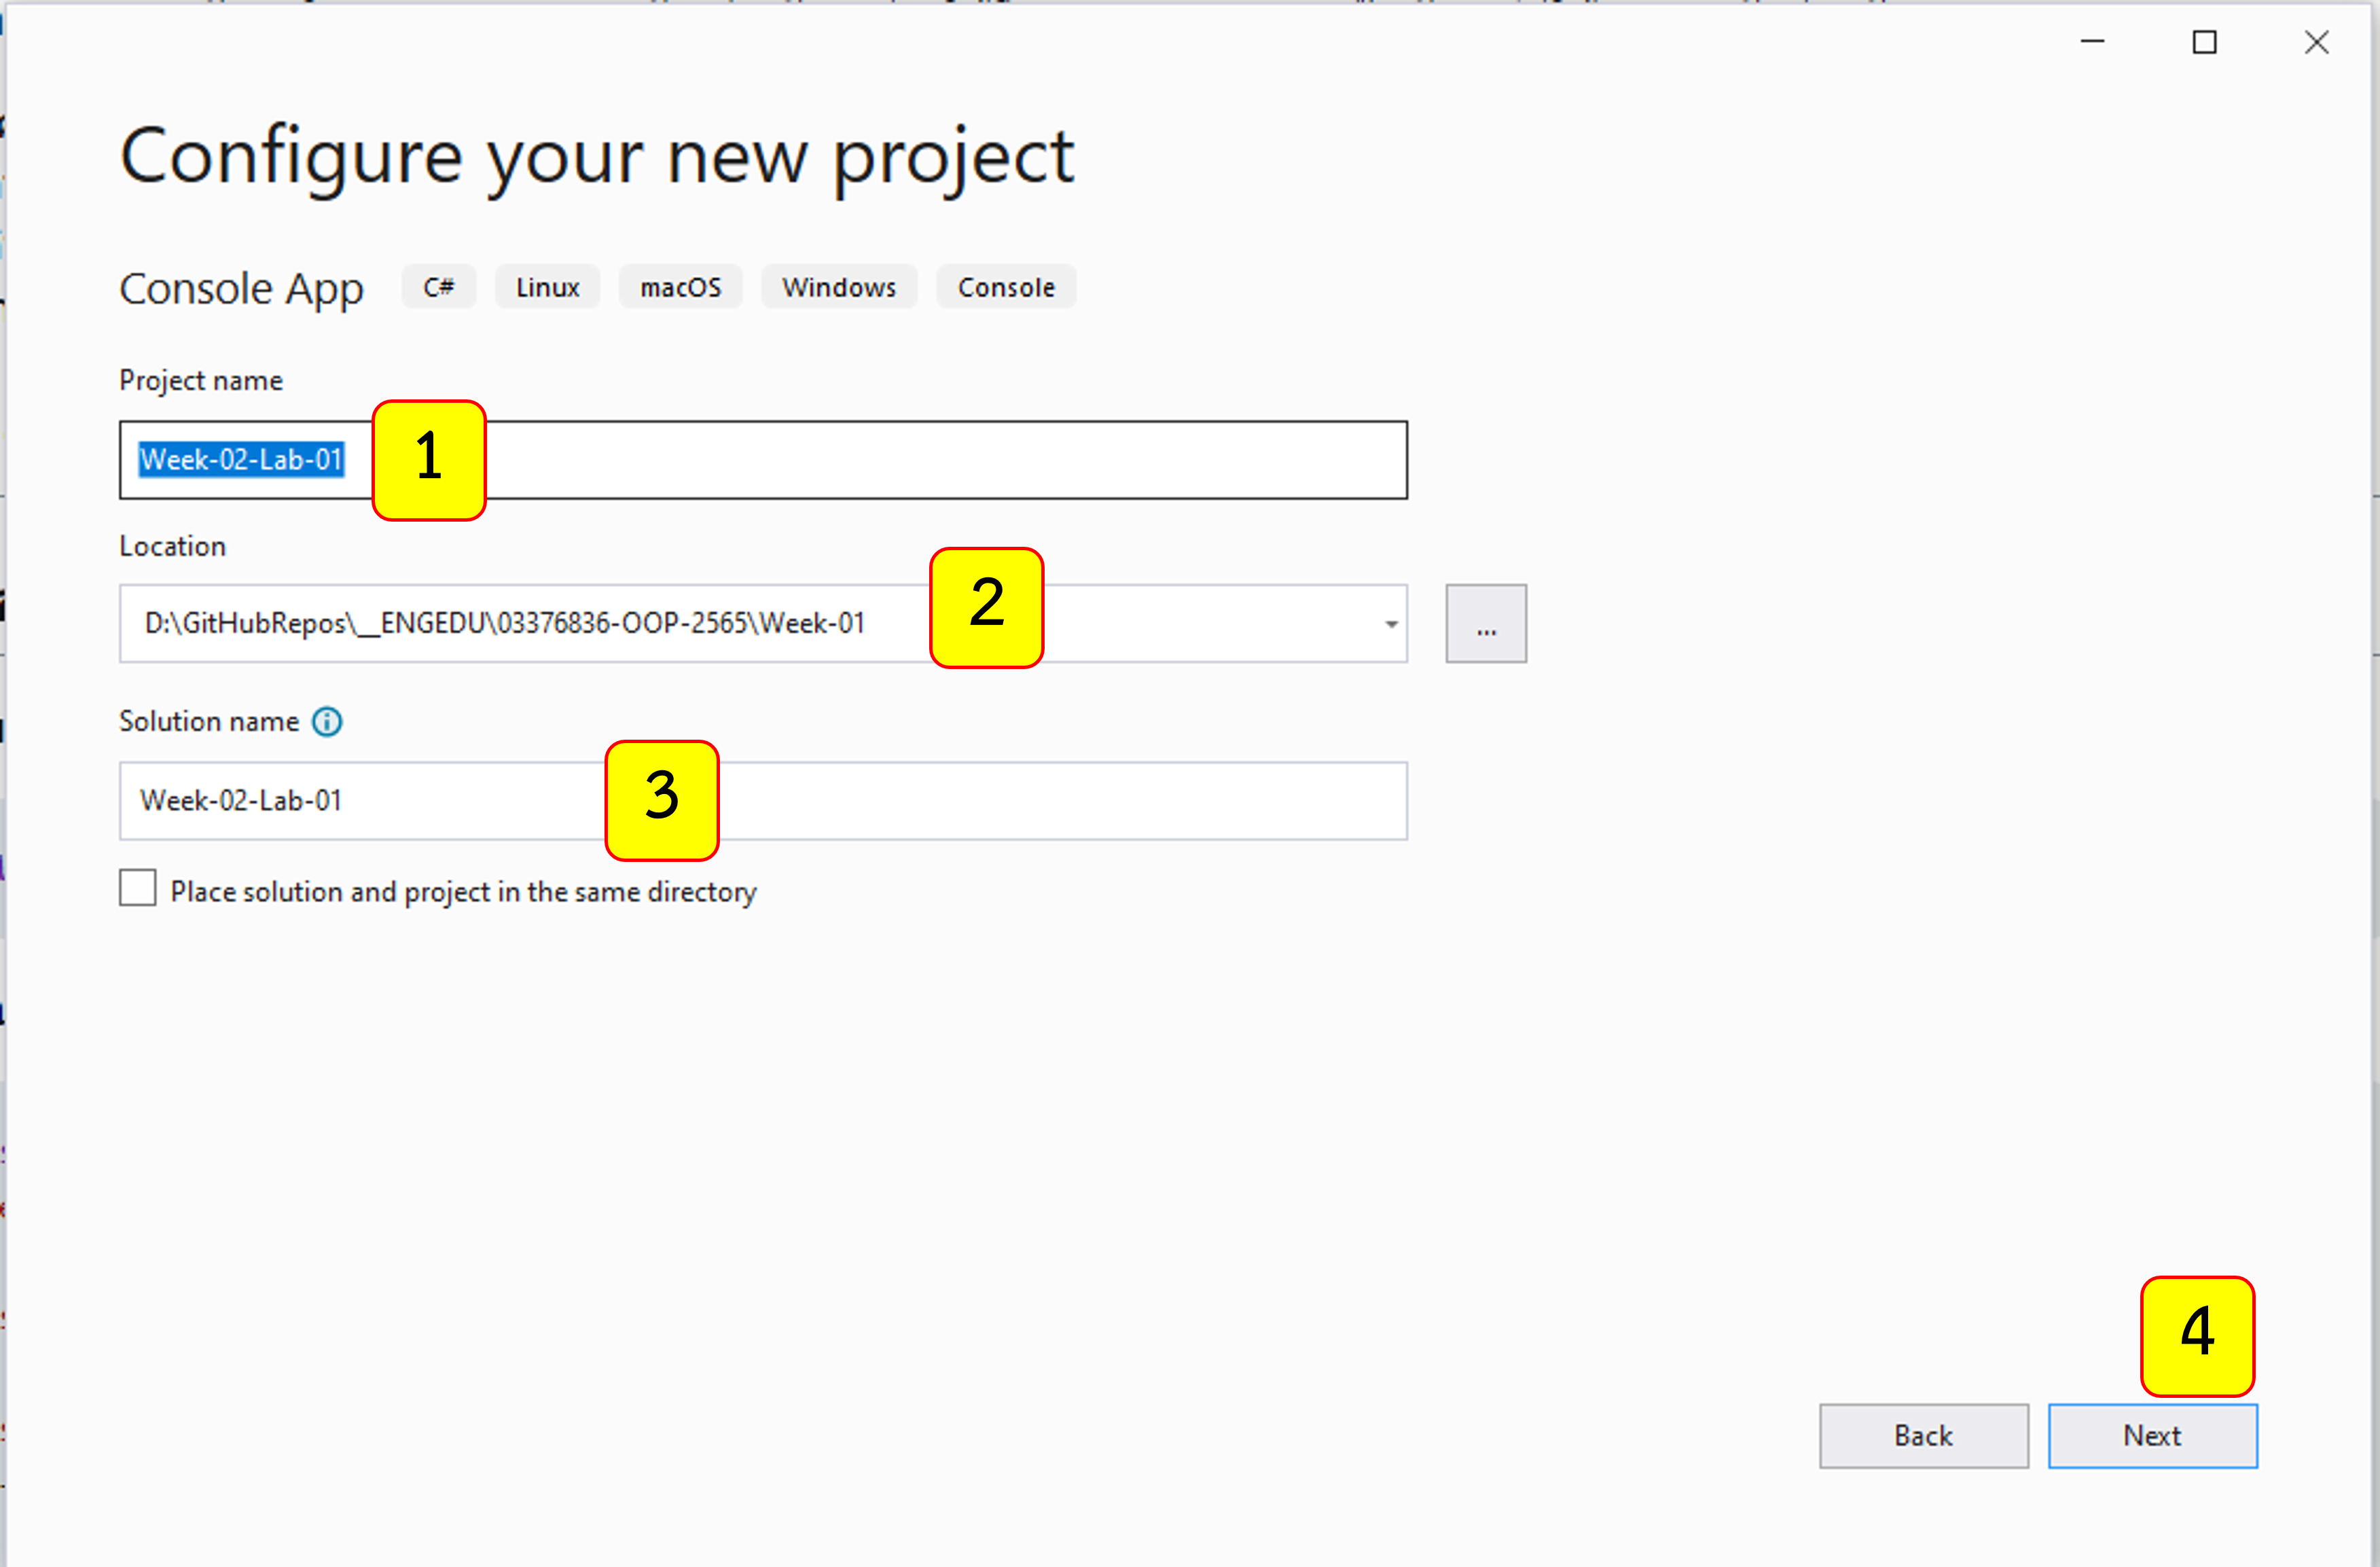 Configure your new project
Console App C# Linux macOS Windows Console
Project name
Week-02-Lab-01 1
Location
D:\GitHubRepos\__ENGEDU\03376836-OOP-2565\Week-01 2 ...
Solution name
Week-02-Lab-01 3
Place solution and project in the same directory
4
Back Next